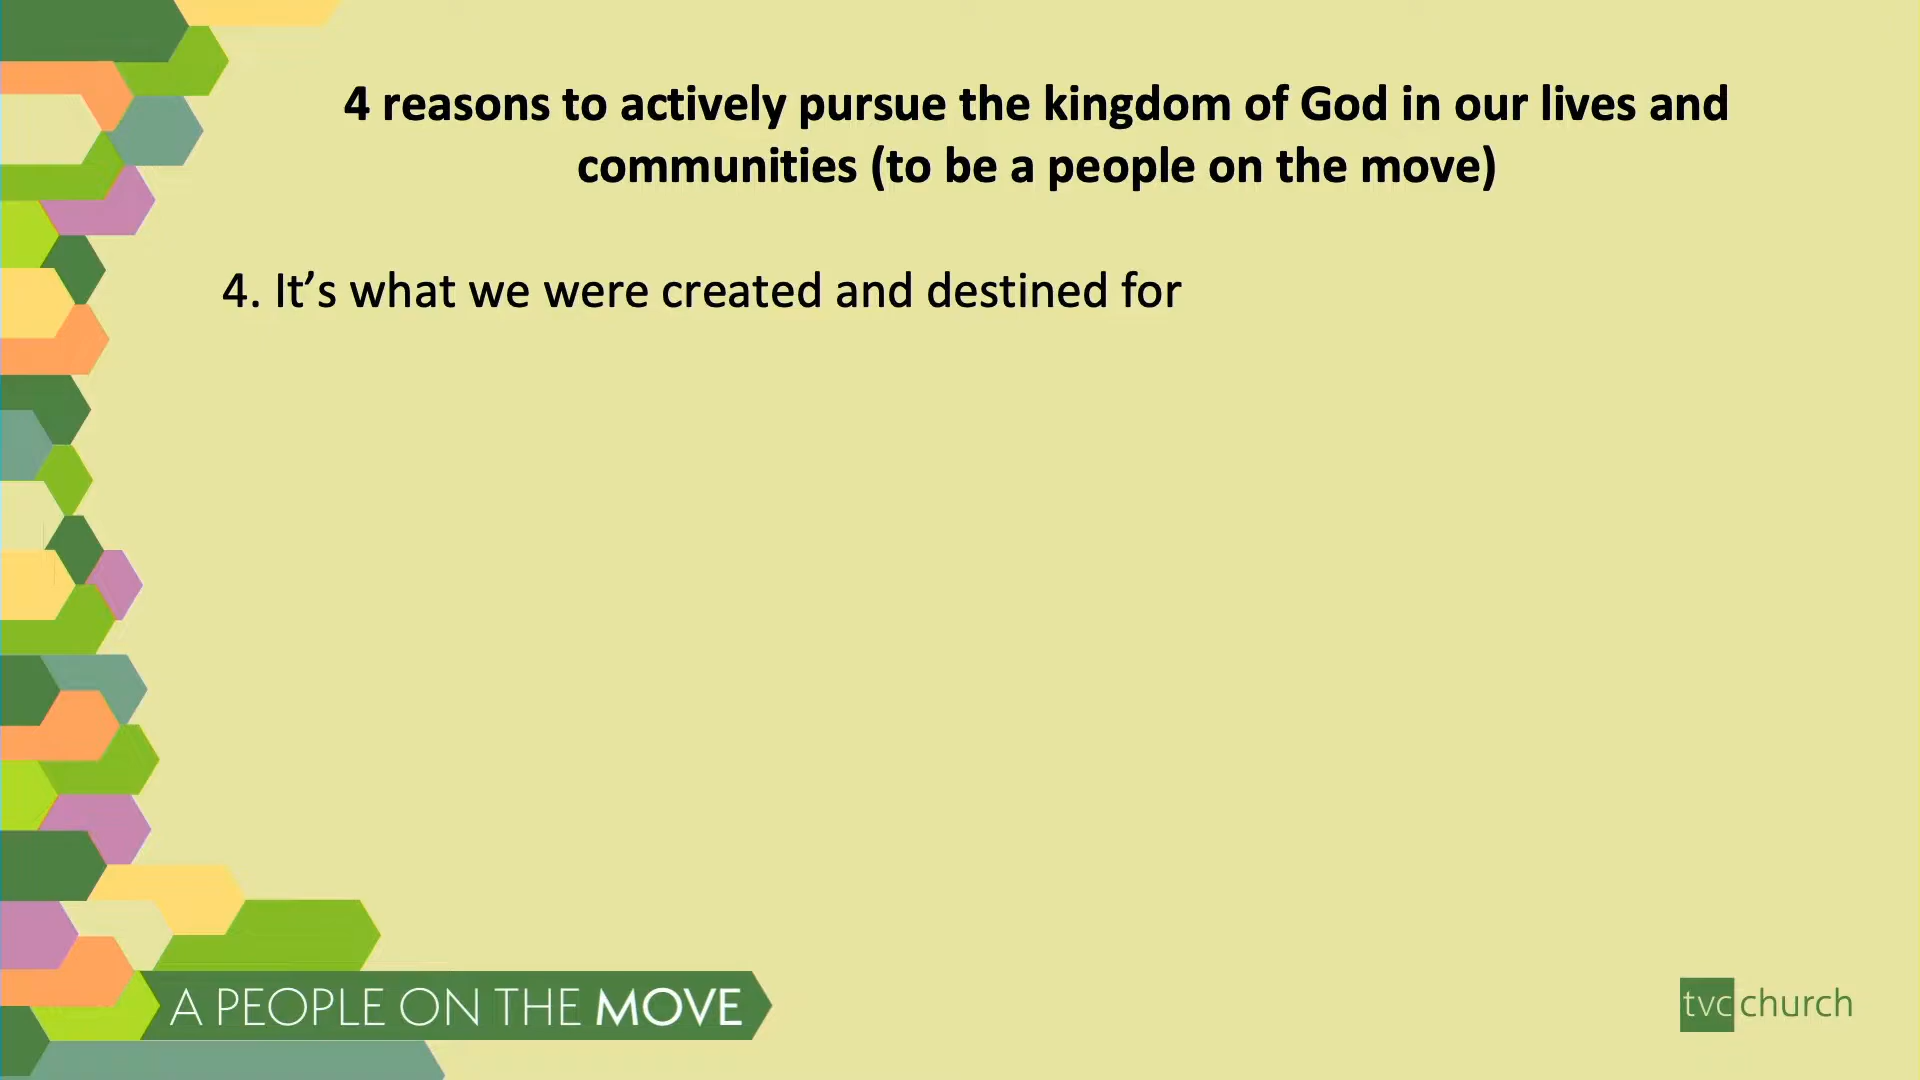 4 reasons to actively pursue the kingdom of God in our lives and
communities (to be a people on the move)
4. It’s what we were created and destined for
A PEOPLE ON THE MOVE
tvc church